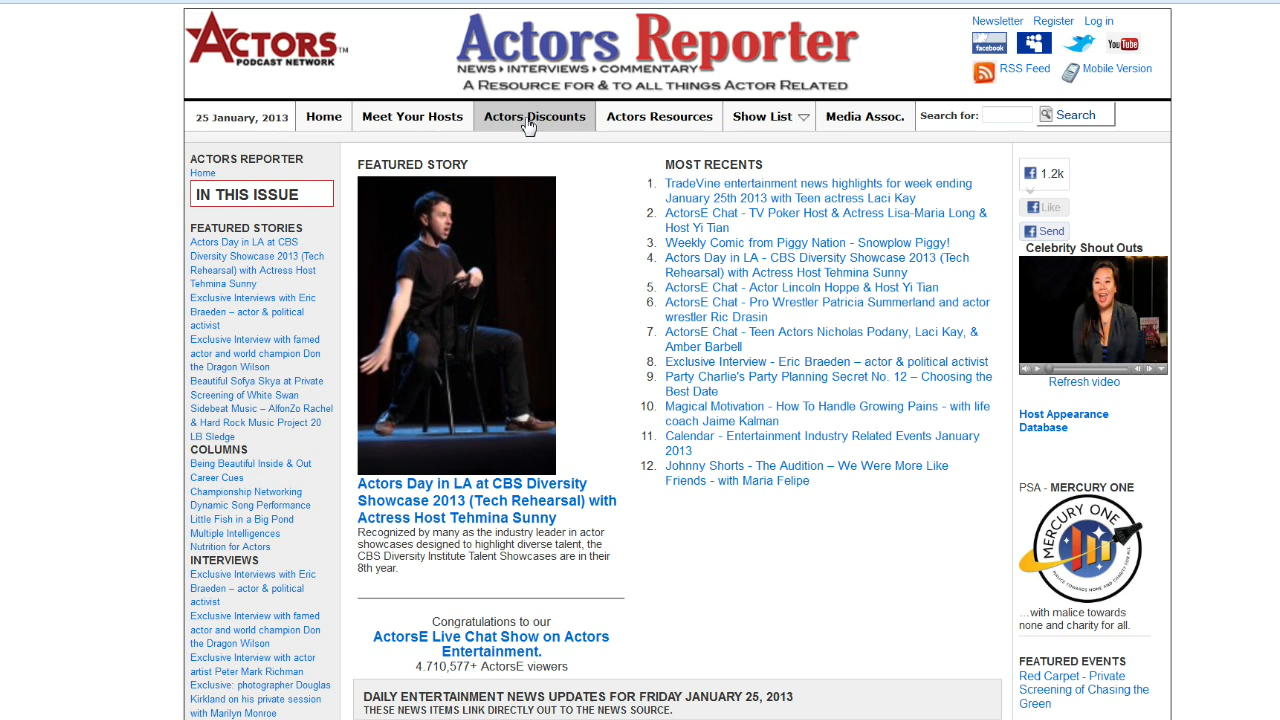 ACTORS™
PODCAST NETWORK
Actors Reporter
NEWS › INTERVIEWS › COMMENTARY
A RESOURCE FOR & TO ALL THINGS ACTOR RELATED
Newsletter Register Log in
facebook
YouTube
RSS Feed Mobile Version
25 January, 2013 Home Meet Your Hosts Actors Discounts Actors Resources Show List Media Assoc. Search for: Search
ACTORS REPORTER
Home
IN THIS ISSUE
FEATURED STORIES
Actors Day in LA at CBS
Diversity Showcase 2013 (Tech
Rehearsal) with Actress Host
Tehmina Sunny
Exclusive Interviews with Eric
Braeden – actor & political
activist
Exclusive Interview with famed
actor and world champion Don
the Dragon Wilson
Beautiful Sofya Skya at Private
Screening of White Swan
Sidebeat Music – AlfonZo Rachel
& Hard Rock Music Project 20
LB Sledge
COLUMNS
Being Beautiful Inside & Out
Career Cues
Championship Networking
Dynamic Song Performance
Little Fish in a Big Pond
Multiple Intelligences
Nutrition for Actors
INTERVIEWS
Exclusive Interviews with Eric
Braeden – actor & political
activist
Exclusive Interview with famed
actor and world champion Don
the Dragon Wilson
Exclusive Interview with actor
artist Peter Mark Richman
Exclusive: photographer Douglas
Kirkland on his private session
with Marilyn Monroe
FEATURED STORY
Actors Day in LA at CBS Diversity
Showcase 2013 (Tech Rehearsal) with
Actress Host Tehmina Sunny
Recognized by many as the industry leader in actor
showcases designed to highlight diverse talent, the
CBS Diversity Institute Talent Showcases are in their
8th year.
Congratulations to our
ActorsE Live Chat Show on Actors
Entertainment.
4.710,577+ ActorsE viewers
MOST RECENTS
1. TradeVine entertainment news highlights for week ending
January 25th 2013 with Teen actress Laci Kay
2. ActorsE Chat - TV Poker Host & Actress Lisa-Maria Long &
Host Yi Tian
3. Weekly Comic from Piggy Nation - Snowplow Piggy!
4. Actors Day in LA - CBS Diversity Showcase 2013 (Tech
Rehearsal) with Actress Host Tehmina Sunny
5. ActorsE Chat - Actor Lincoln Hoppe & Host Yi Tian
6. ActorsE Chat - Pro Wrestler Patricia Summerland and actor
wrestler Ric Drasin
7. ActorsE Chat - Teen Actors Nicholas Podany, Laci Kay, &
Amber Barbell
8. Exclusive Interview - Eric Braeden – actor & political activist
9. Party Charlie's Party Planning Secret No. 12 – Choosing the
Best Date
10. Magical Motivation - How To Handle Growing Pains - with life
coach Jaime Kalman
11. Calendar - Entertainment Industry Related Events January
2013
12. Johnny Shorts - The Audition – We Were More Like
Friends - with Maria Felipe
DAILY ENTERTAINMENT NEWS UPDATES FOR FRIDAY JANUARY 25, 2013
THESE NEWS ITEMS LINK DIRECTLY OUT TO THE NEWS SOURCE.
1.2k
Like
Send
Celebrity Shout Outs
Refresh video
Host Appearance
Database
PSA - MERCURY ONE
MERCURY ONE
...with malice towards
none and charity for all.
FEATURED EVENTS
Red Carpet - Private
Screening of Chasing the
Green